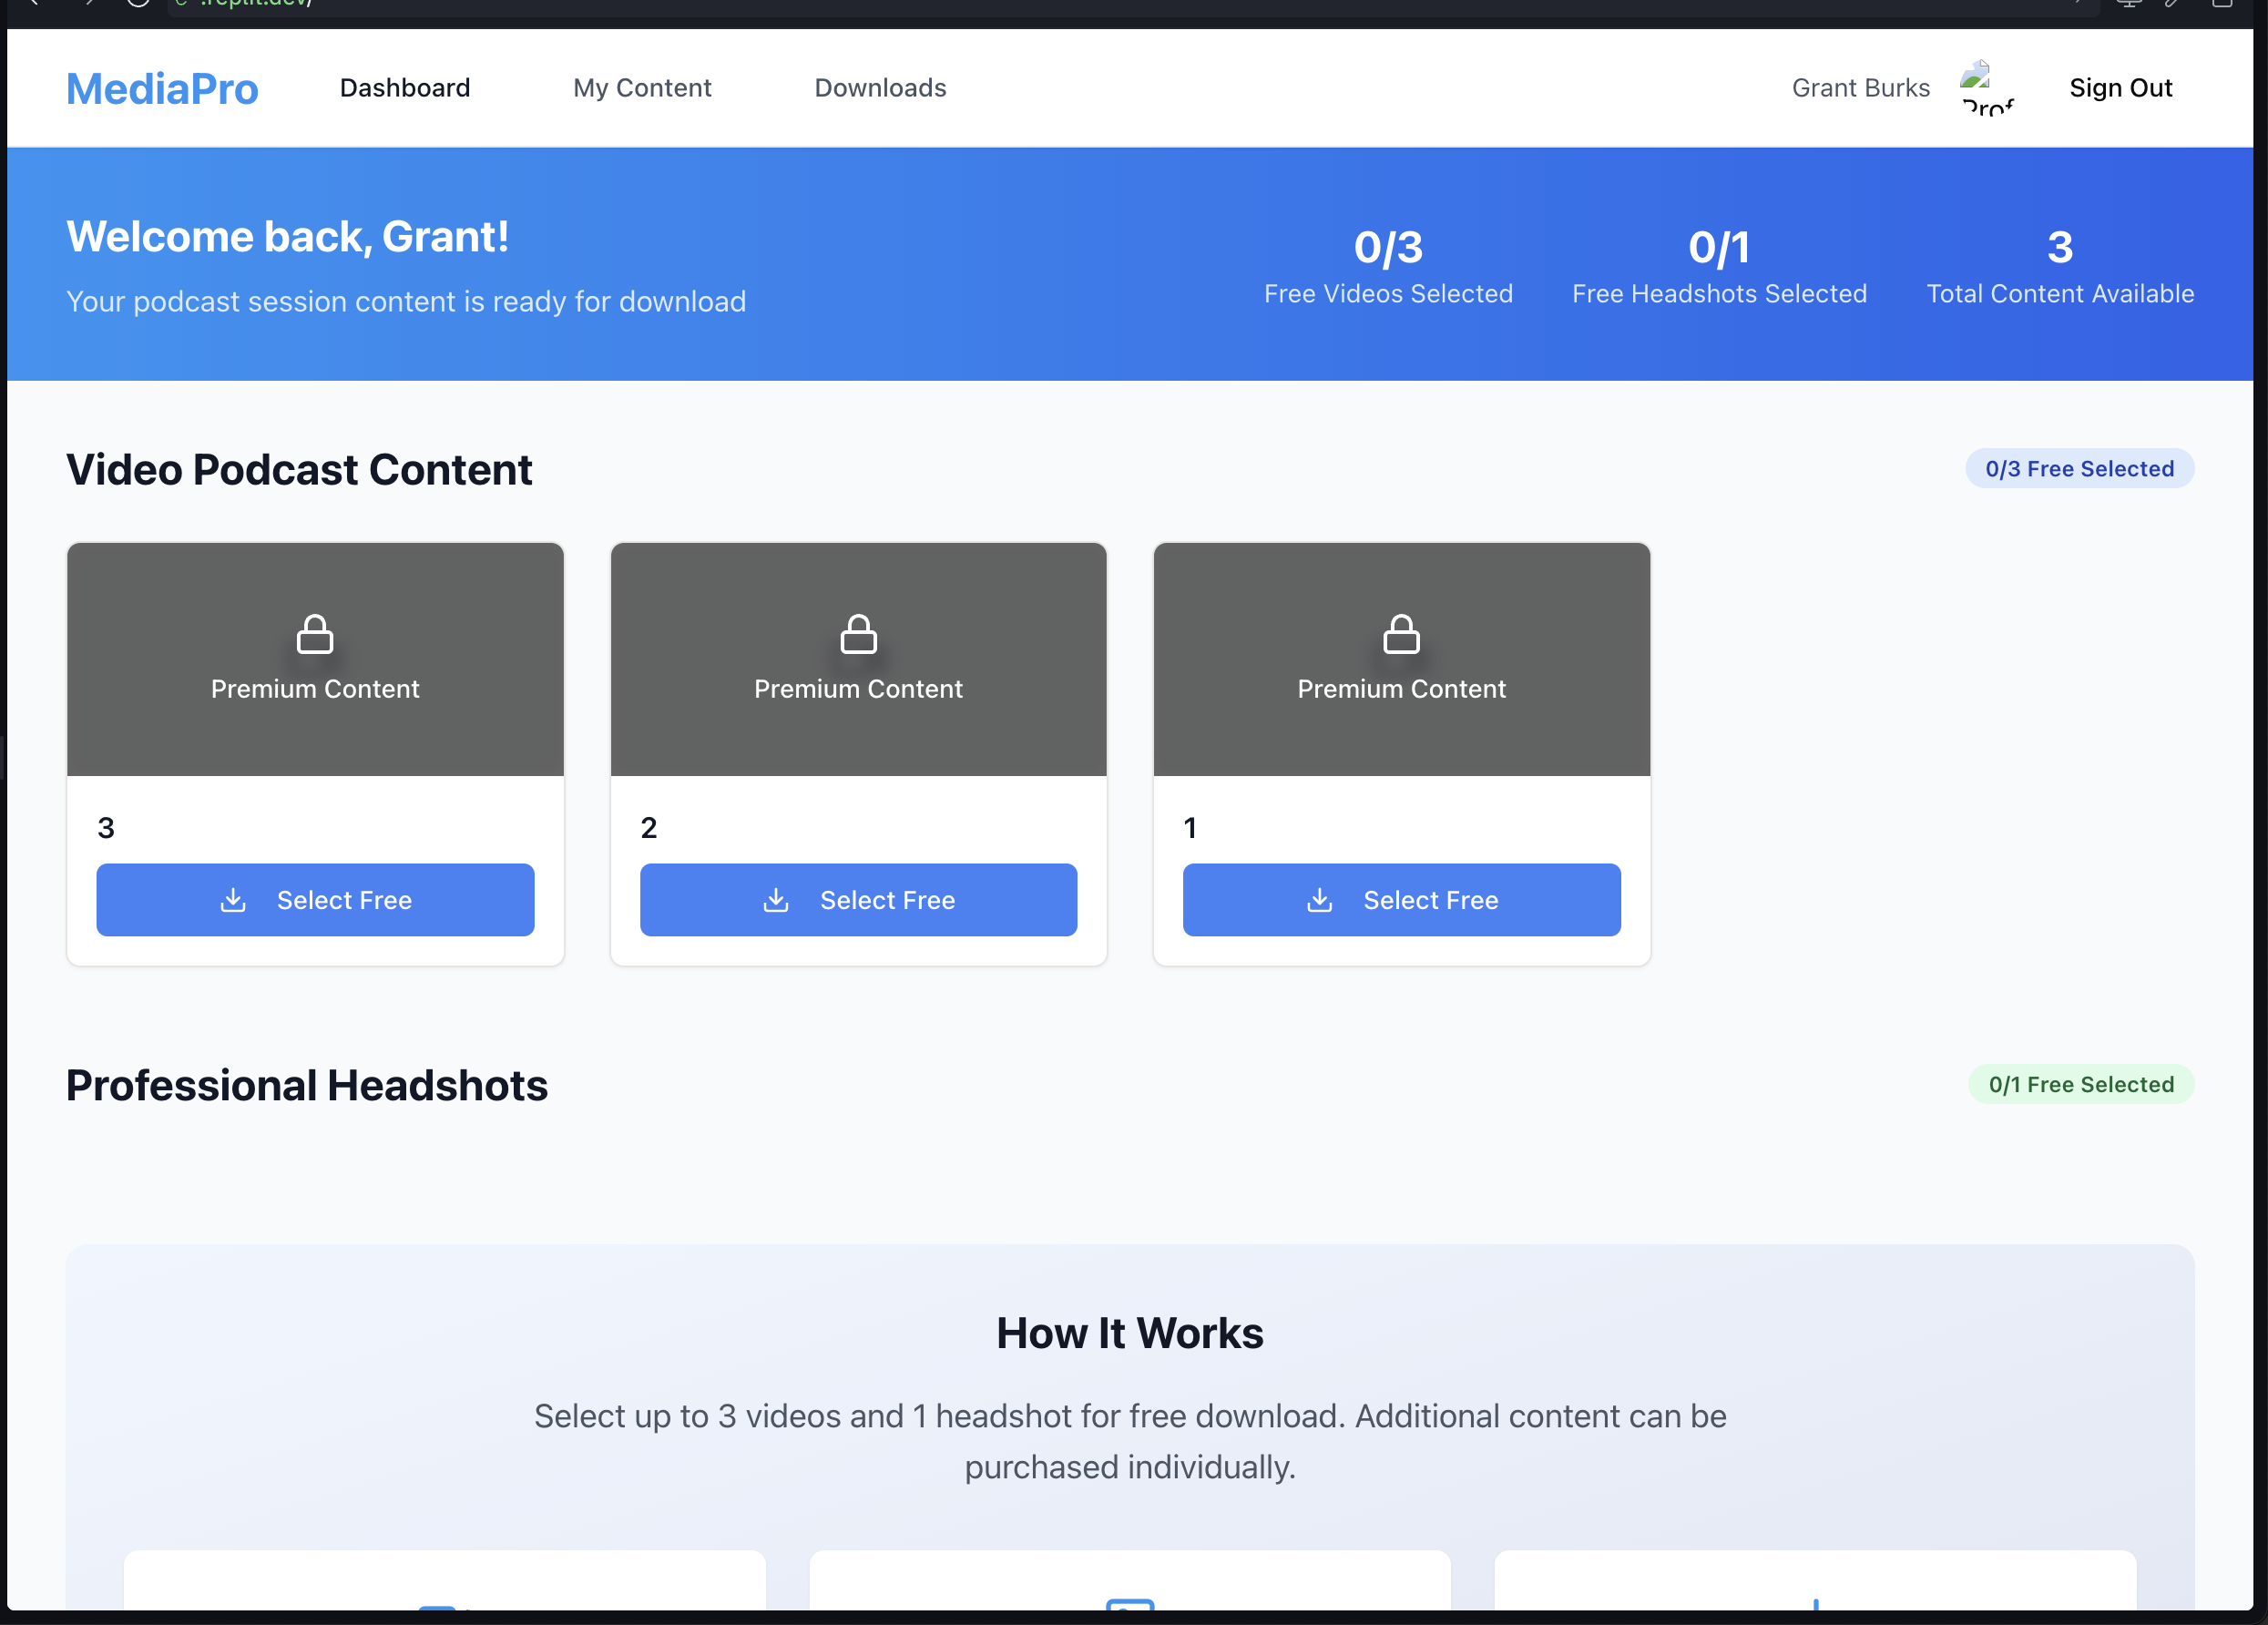 .replit.dev/
MediaPro
Dashboard
My Content
Downloads
Grant Burks
Prof
Sign Out
Welcome back, Grant!
Your podcast session content is ready for download
0/3
Free Videos Selected
0/1
Free Headshots Selected
3
Total Content Available
Video Podcast Content
0/3 Free Selected
Premium Content
3
Select Free
Premium Content
2
Select Free
Premium Content
1
Select Free
Professional Headshots
0/1 Free Selected
How It Works
Select up to 3 videos and 1 headshot for free download. Additional content can be
purchased individually.